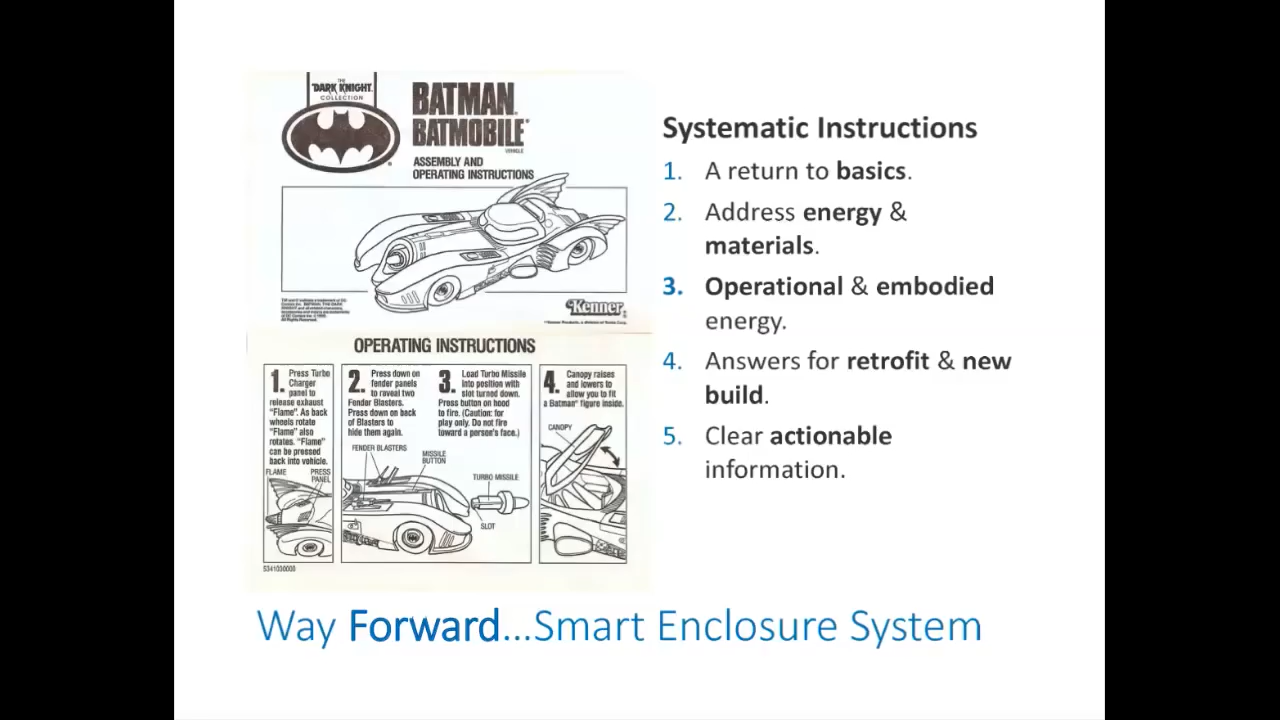 THE
DARK KNIGHT
COLLECTION
BATMAN
BATMOBILE
VEHICLE
ASSEMBLY AND
OPERATING INSTRUCTIONS
Kenner
OPERATING INSTRUCTIONS
1. Press Turbo
Charger
panel to
release exhaust
"Flame". As back
wheels rotate
"Flame" also
rotates. "Flame"
can be pressed
back into vehicle.
FLAME PRESS
PANEL
2. Press down on
fender panels
to reveal two
Fender Blasters.
Press down on back
of Blasters to
hide them again.
FENDER BLASTERS
3. Load Turbo Missile
into position with
slot turned down.
Press button on hood
to fire. (Caution: for
play only. Do not fire
toward a person's face.)
MISSILE
BUTTON
TURBO MISSILE
SLOT
4. Canopy raises
and lowers to
allow you to fit
a Batman® figure inside.
CANOPY
5341030000
Systematic Instructions
1. A return to basics.
2. Address energy &
materials.
3. Operational & embodied
energy.
4. Answers for retrofit & new
build.
5. Clear actionable
information.
Way Forward...Smart Enclosure System